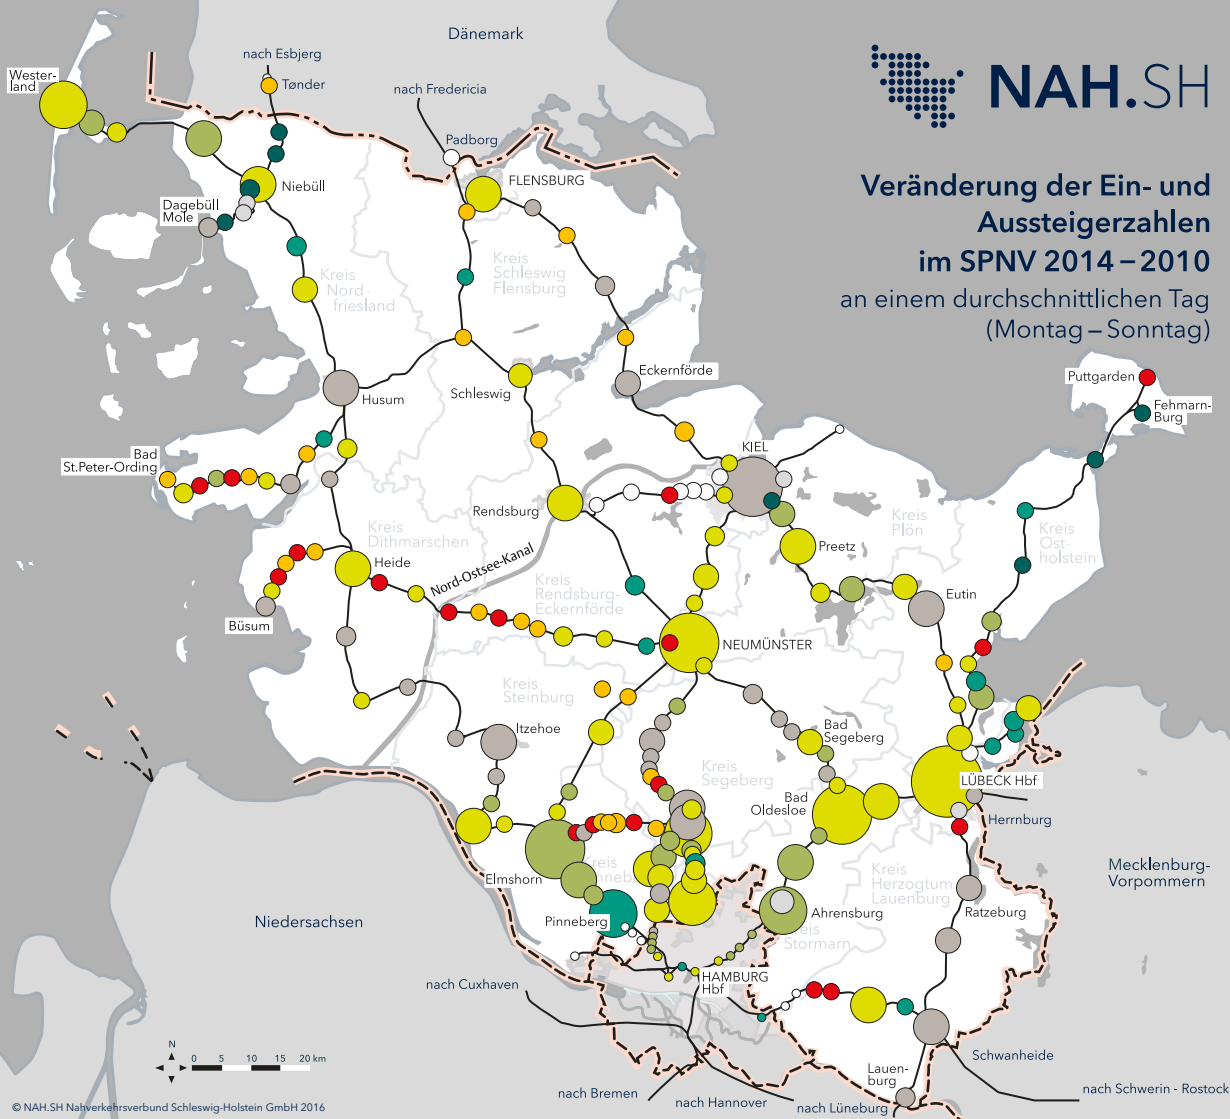 Dänemark
nach Esbjerg
Tønder
nach Fredericia
Padborg
Wester-
land
NAH.SH
Veränderung der Ein- und
Aussteigerzahlen
im SPNV 2014 – 2010
an einem durchschnittlichen Tag
(Montag – Sonntag)
Niebüll
FLENSBURG
Dagebüll
Mole
Kreis
Nord-
friesland
Kreis
Schleswig
Flensburg
Husum
Schleswig
Eckernförde
Puttgarden
Fehmarn-
Burg
Bad
St.Peter-Ording
KIEL
Rendsburg
Kreis
Dithmarschen
Heide
Nord-Ostsee-Kanal
Kreis
Rendsburg-
Eckernförde
Preetz
Kreis
Plön
Kreis
Ost-
holstein
Eutin
Büsum
NEUMÜNSTER
Kreis
Steinburg
Itzehoe
Bad
Segeberg
Kreis
Segeberg
Bad
Oldesloe
LÜBECK Hbf
Herrnburg
Elmshorn
Pinneberg
Kreis
Herzogtum
Lauenburg
Ahrensburg
Stormarn
Ratzeburg
Mecklenburg-
Vorpommern
Niedersachsen
HAMBURG
Hbf
nach Cuxhaven
N
0 5 10 15 20 km
Schwanheide
Lauen-
burg
nach Bremen
nach Hannover
nach Lüneburg
nach Schwerin - Rostock
© NAH.SH Nahverkehrsverbund Schleswig-Holstein GmbH 2016